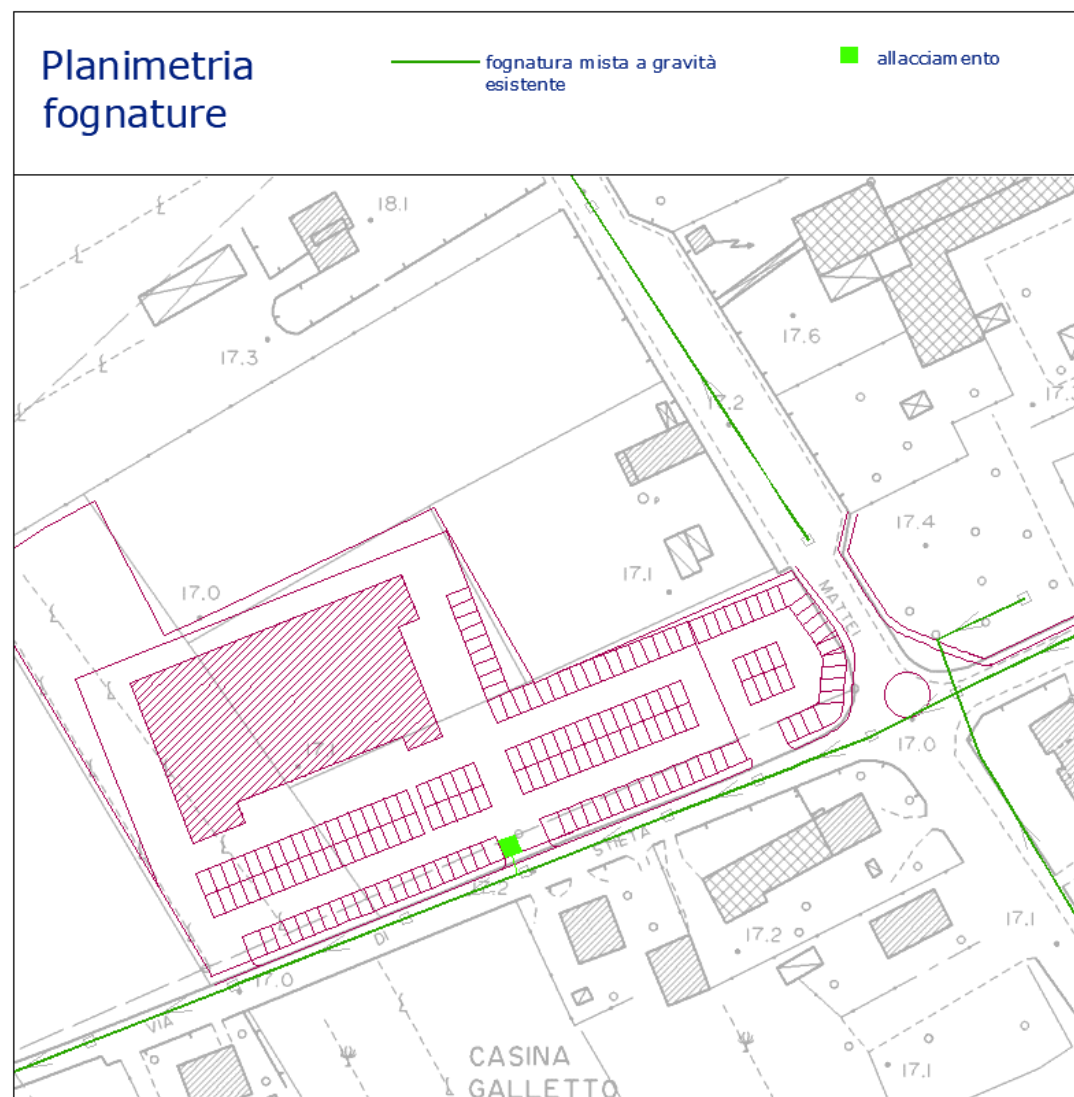 Planimetria
fognature
fognatura mista a gravità
esistente
allacciamento
18.1
17.3
17.6
17.2
17.4
17.0
17.1
MATTEI
17.1
17.0
STIETA
17.2
17.2
17.1
DI
17.0
VIA
CASINA
GALLETTO
17.1